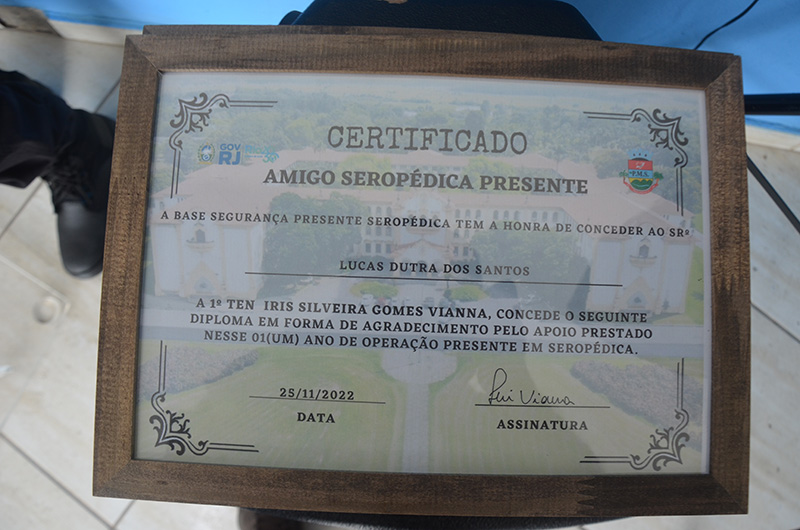 CERTIFICADO
GOV
RJ
P.M.S.
AMIGO SEROPÉDICA PRESENTE
A BASE SEGURANÇA PRESENTE SEROPÉDICA TEM A HONRA DE CONCEDER AO SRº
LUCAS DUTRA DOS SANTOS
A 1º TEN IRIS SILVEIRA GOMES VIANNA, CONCEDE O SEGUINTE
DIPLOMA EM FORMA DE AGRADECIMENTO PELO APOIO PRESTADO
NESSE 01(UM) ANO DE OPERAÇÃO PRESENTE EM SEROPÉDICA.
25/11/2022
DATA
ASSINATURA